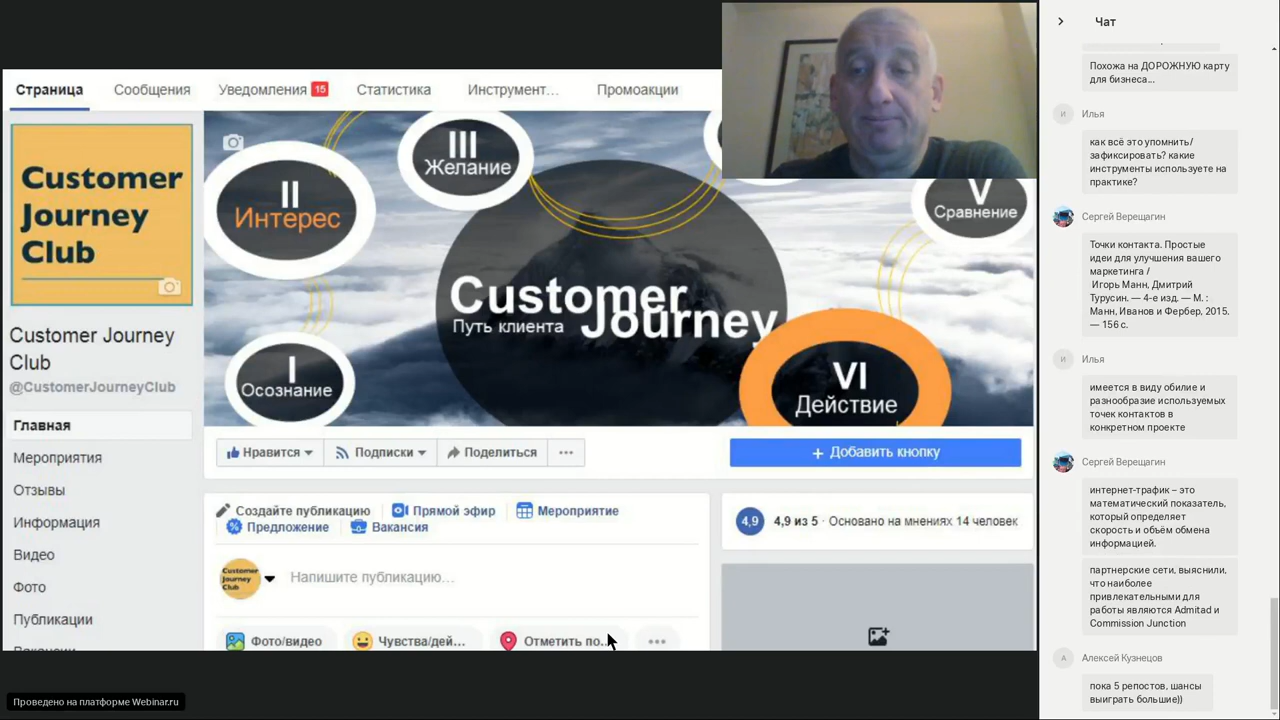 Страница
Сообщения
Уведомления 15
Статистика
Инструмент...
Промоакции
Customer
Journey
Club
Customer Journey
Club
@CustomerJourneyClub
Главная
Мероприятия
Отзывы
Информация
Видео
Фото
Публикации
II
Интерес
III
Желание
V
Сравнение
Customer
Путь клиента Journey
I
Осознание
VI
Действие
Нравится
Подписки
Поделиться
+ Добавить кнопку
Создайте публикацию
Прямой эфир
Мероприятие
Предложение
Вакансия
Customer
Journey
Club
Напишите публикацию...
Фото/видео
Чувства/дей...
Отметить по...
4,9
4,9 из 5 · Основано на мнениях 14 человек
Проведено на платформе Webinar.ru
Чат
Похожа на ДОРОЖНУЮ карту
для бизнеса...
И
Илья
как всё это упомнить/
зафиксировать? какие
инструменты используете на
практике?
Сергей Верещагин
Точки контакта. Простые
идеи для улучшения вашего
маркетинга /
Игорь Манн, Дмитрий
Турусин. — 4-е изд. — М. :
Манн, Иванов и Фербер, 2015.
— 156 с.
И
Илья
имеется в виду обилие и
разнообразие используемых
точек контактов в
конкретном проекте
Сергей Верещагин
интернет-трафик – это
математический показатель,
который определяет
скорость и объём обмена
информацией.
партнерские сети, выяснили,
что наиболее
привлекательными для
работы являются Admitad и
Commission Junction
А
Алексей Кузнецов
пока 5 репостов, шансы
выиграть большие))